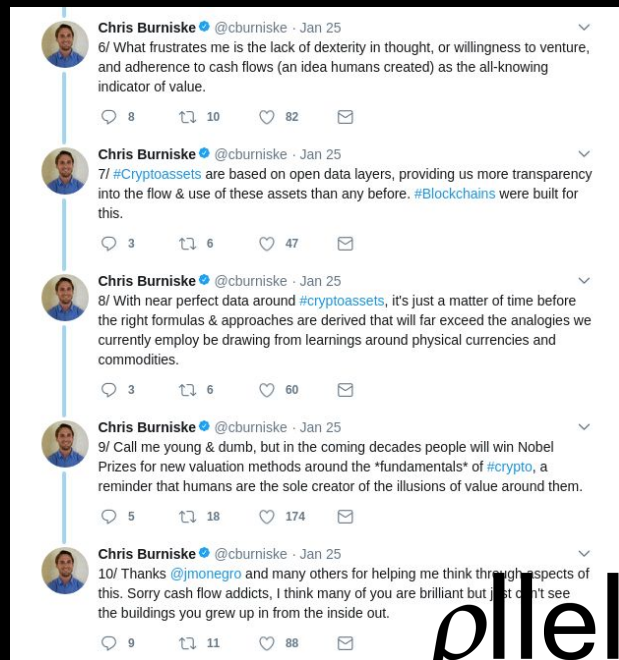 Chris Burniske @cburniske · Jan 25
6/ What frustrates me is the lack of dexterity in thought, or willingness to venture,
and adherence to cash flows (an idea humans created) as the all-knowing
indicator of value.
8 10 82
Chris Burniske @cburniske · Jan 25
7/ #Cryptoassets are based on open data layers, providing us more transparency
into the flow & use of these assets than any before. #Blockchains were built for
this.
3 6 47
Chris Burniske @cburniske · Jan 25
8/ With near perfect data around #cryptoassets, it's just a matter of time before
the right formulas & approaches are derived that will far exceed the analogies we
currently employ be drawing from learnings around physical currencies and
commodities.
3 6 60
Chris Burniske @cburniske · Jan 25
9/ Call me young & dumb, but in the coming decades people will win Nobel
Prizes for new valuation methods around the *fundamentals* of #crypto, a
reminder that humans are the sole creator of the illusions of value around them.
5 18 174
Chris Burniske @cburniske · Jan 25
10/ Thanks @jmonegro and many others for helping me think through aspects of
this. Sorry cash flow addicts, I think many of you are brilliant but just can't see
the buildings you grew up in from the inside out.
9 11 88
ρllel